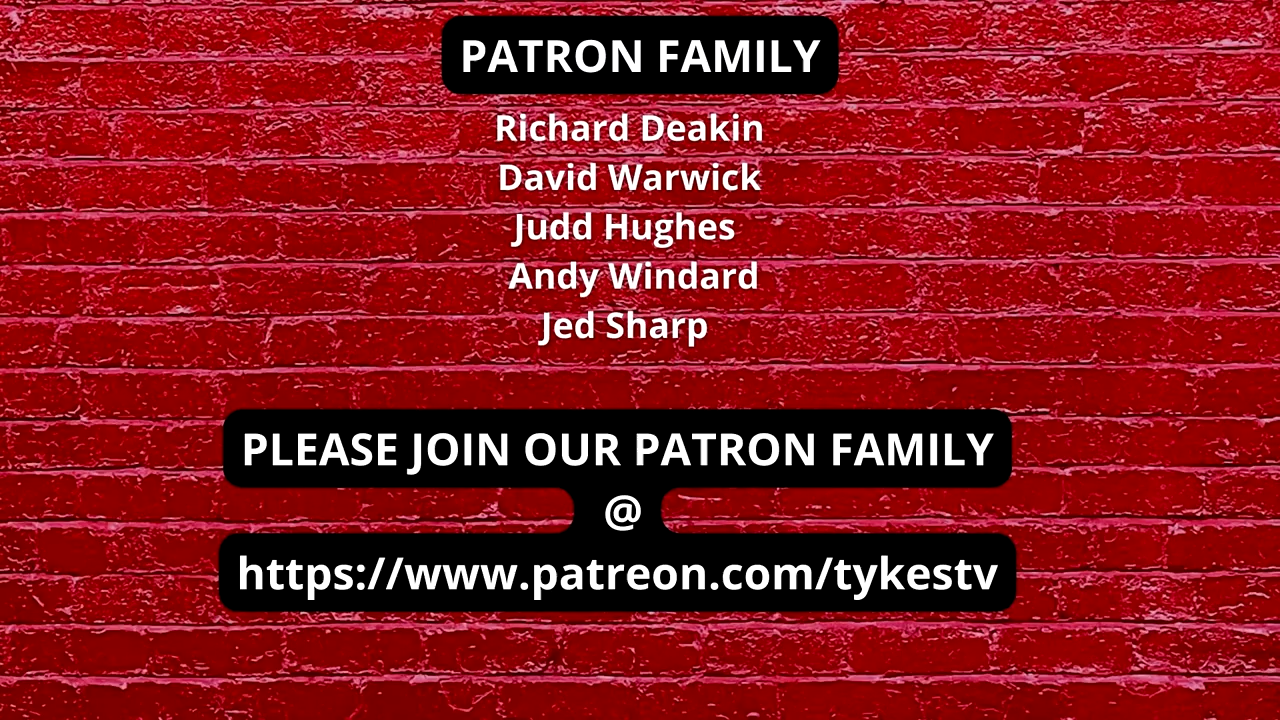 PATRON FAMILY
Richard Deakin
David Warwick
Judd Hughes
Andy Windard
Jed Sharp
PLEASE JOIN OUR PATRON FAMILY
@
https://www.patreon.com/tykestv